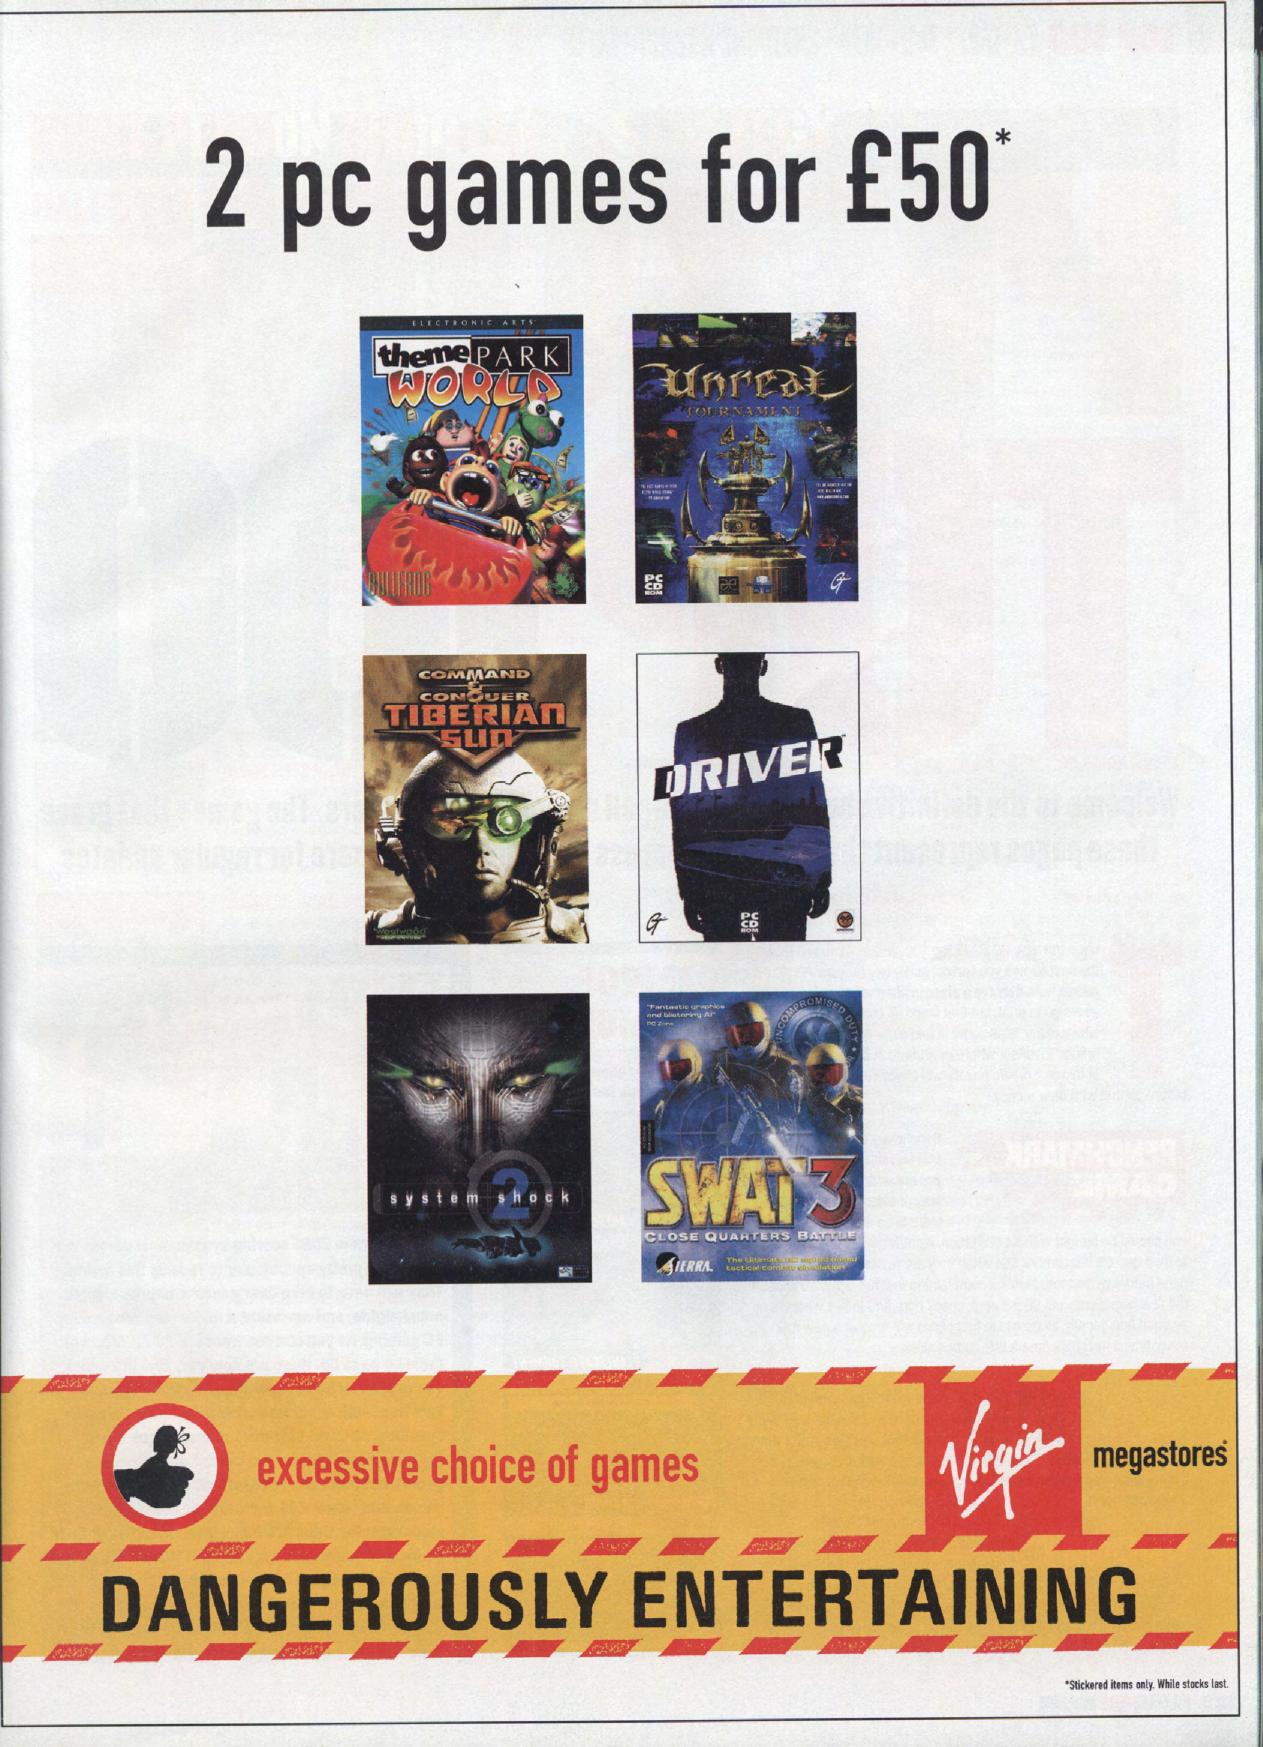 2 pc games for £50*
ELECTRONIC ARTS
theme PARK
WORLD
BULLFROG
Unreal
TOURNAMENT
PC
CD
ROM
COMMAND
&
CONQUER
TIBERIAN
SUN
Westwood
DRIVER™
PC
CD
ROM
system shock
2
"Fantastic graphics
and blistering AI"
PC Zone
UNCOMPROMISED DUTY
SWAT 3
CLOSE QUARTERS BATTLE
SIERRA
excessive choice of games
Virgin
megastores
DANGEROUSLY ENTERTAINING
*Stickered items only. While stocks last.